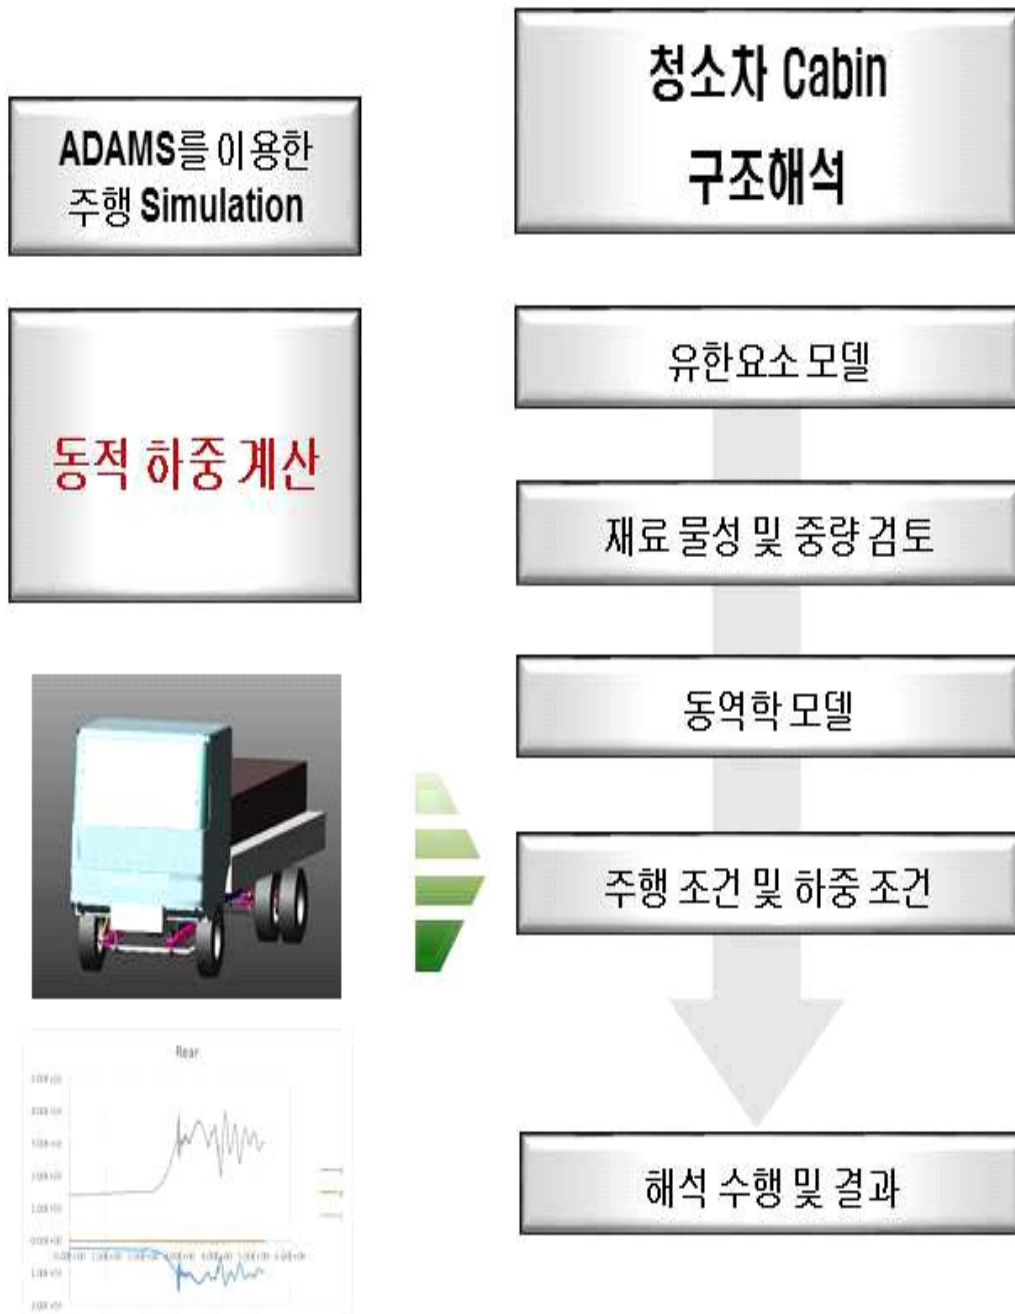 ADAMS를 이용한
주행 Simulation
동적 하중 계산
Rear
청소차 Cabin
구조해석
유한요소 모델
재료 물성 및 중량 검토
동역학 모델
주행 조건 및 하중 조건
해석 수행 및 결과